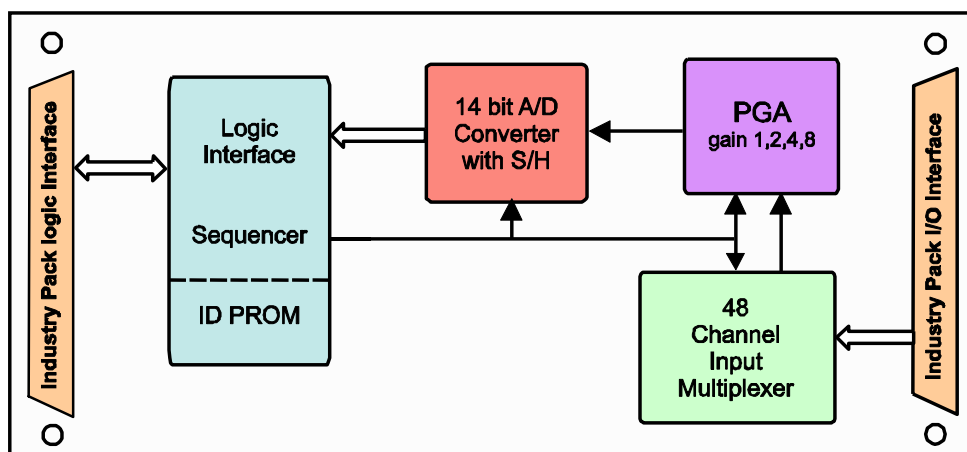 Industry Pack logic Interface
Logic
Interface
Sequencer
ID PROM
14 bit A/D
Converter
with S/H
PGA
gain 1,2,4,8
48
Channel
Input
Multiplexer
Industry Pack I/O Interface